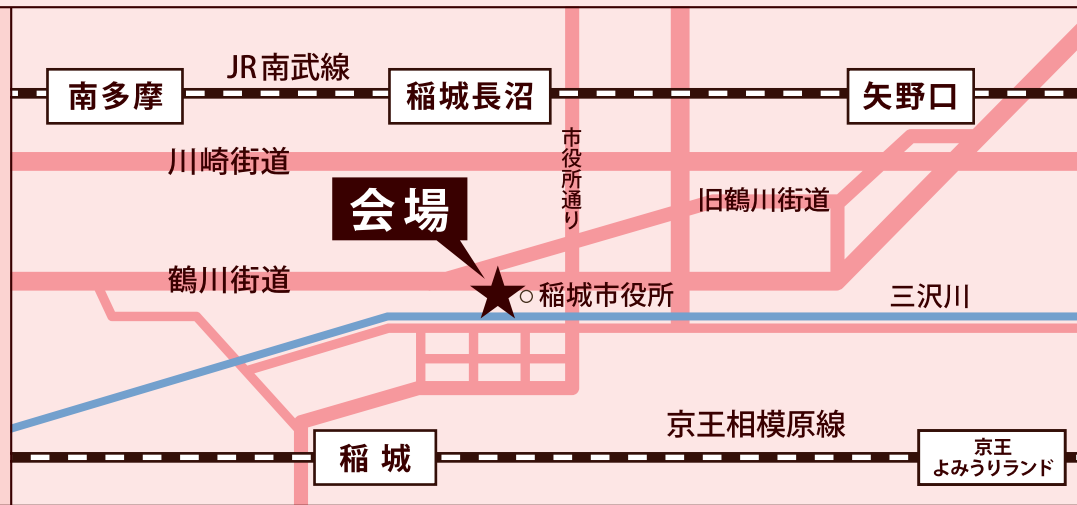 JR南武線
南多摩
稲城長沼
矢野口
川崎街道
市役所通り
会場
旧鶴川街道
鶴川街道
稲城市役所
三沢川
京王相模原線
稲城
京王
よみうりランド